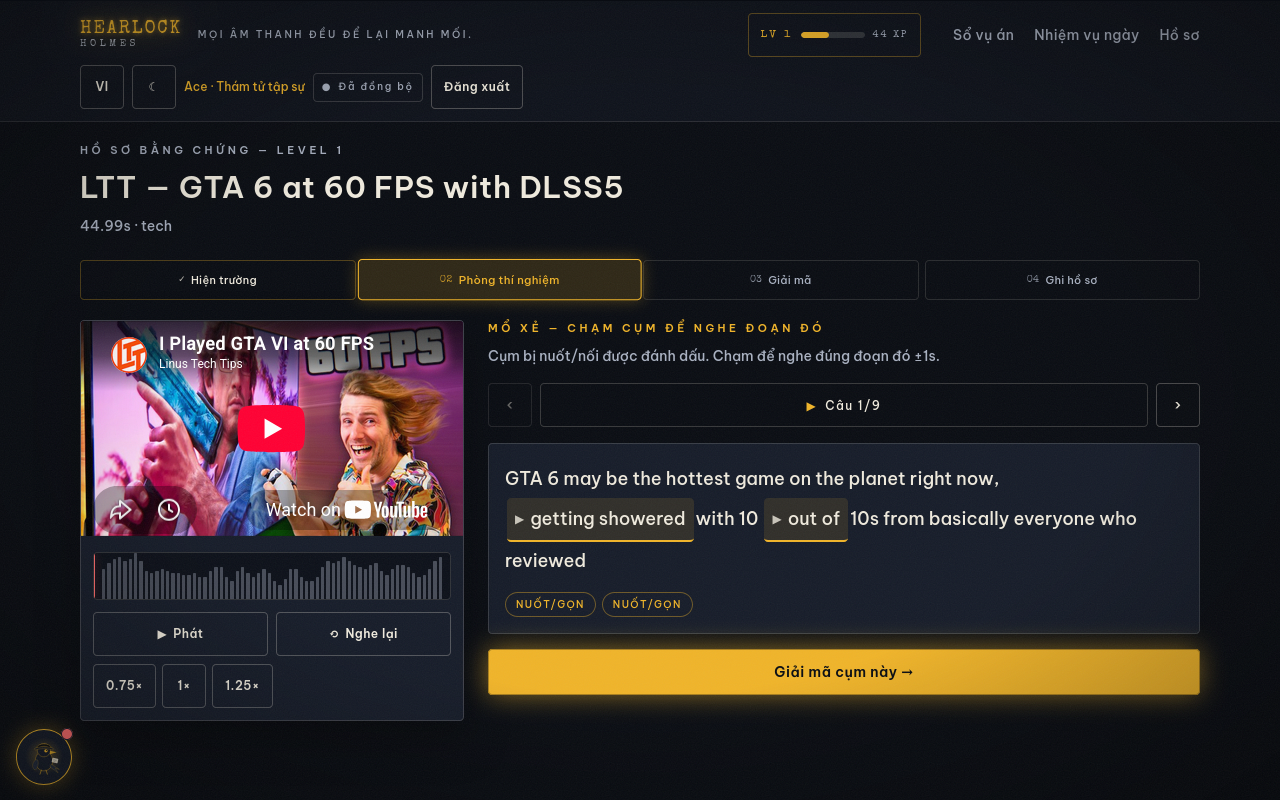 HEARLOCK
HOLMES
MỌI ÂM THANH ĐỀU ĐỂ LẠI MANH MỐI.
LV 1
44 XP
Sổ vụ án
Nhiệm vụ ngày
Hồ sơ
VI
☾
Ace · Thám tử tập sự
● Đã đồng bộ
Đăng xuất
HỒ SƠ BẰNG CHỨNG — LEVEL 1
LTT — GTA 6 at 60 FPS with DLSS5
44.99s · tech
✓ Hiện trường
02 Phòng thí nghiệm
03 Giải mã
04 Ghi hồ sơ
I Played GTA VI at 60 FPS
Linus Tech Tips
60 FPS
Watch on YouTube
▶ Phát
⟲ Nghe lại
0.75×
1×
1.25×
MỔ XẺ — CHẠM CỤM ĐỂ NGHE ĐOẠN ĐÓ
Cụm bị nuốt/nối được đánh dấu. Chạm để nghe đúng đoạn đó ±1s.
‹
▶ Câu 1/9
›
GTA 6 may be the hottest game on the planet right now,
▶ getting showered with 10 ▶ out of 10s from basically everyone who
reviewed
NUỐT/GỌN
NUỐT/GỌN
Giải mã cụm này →